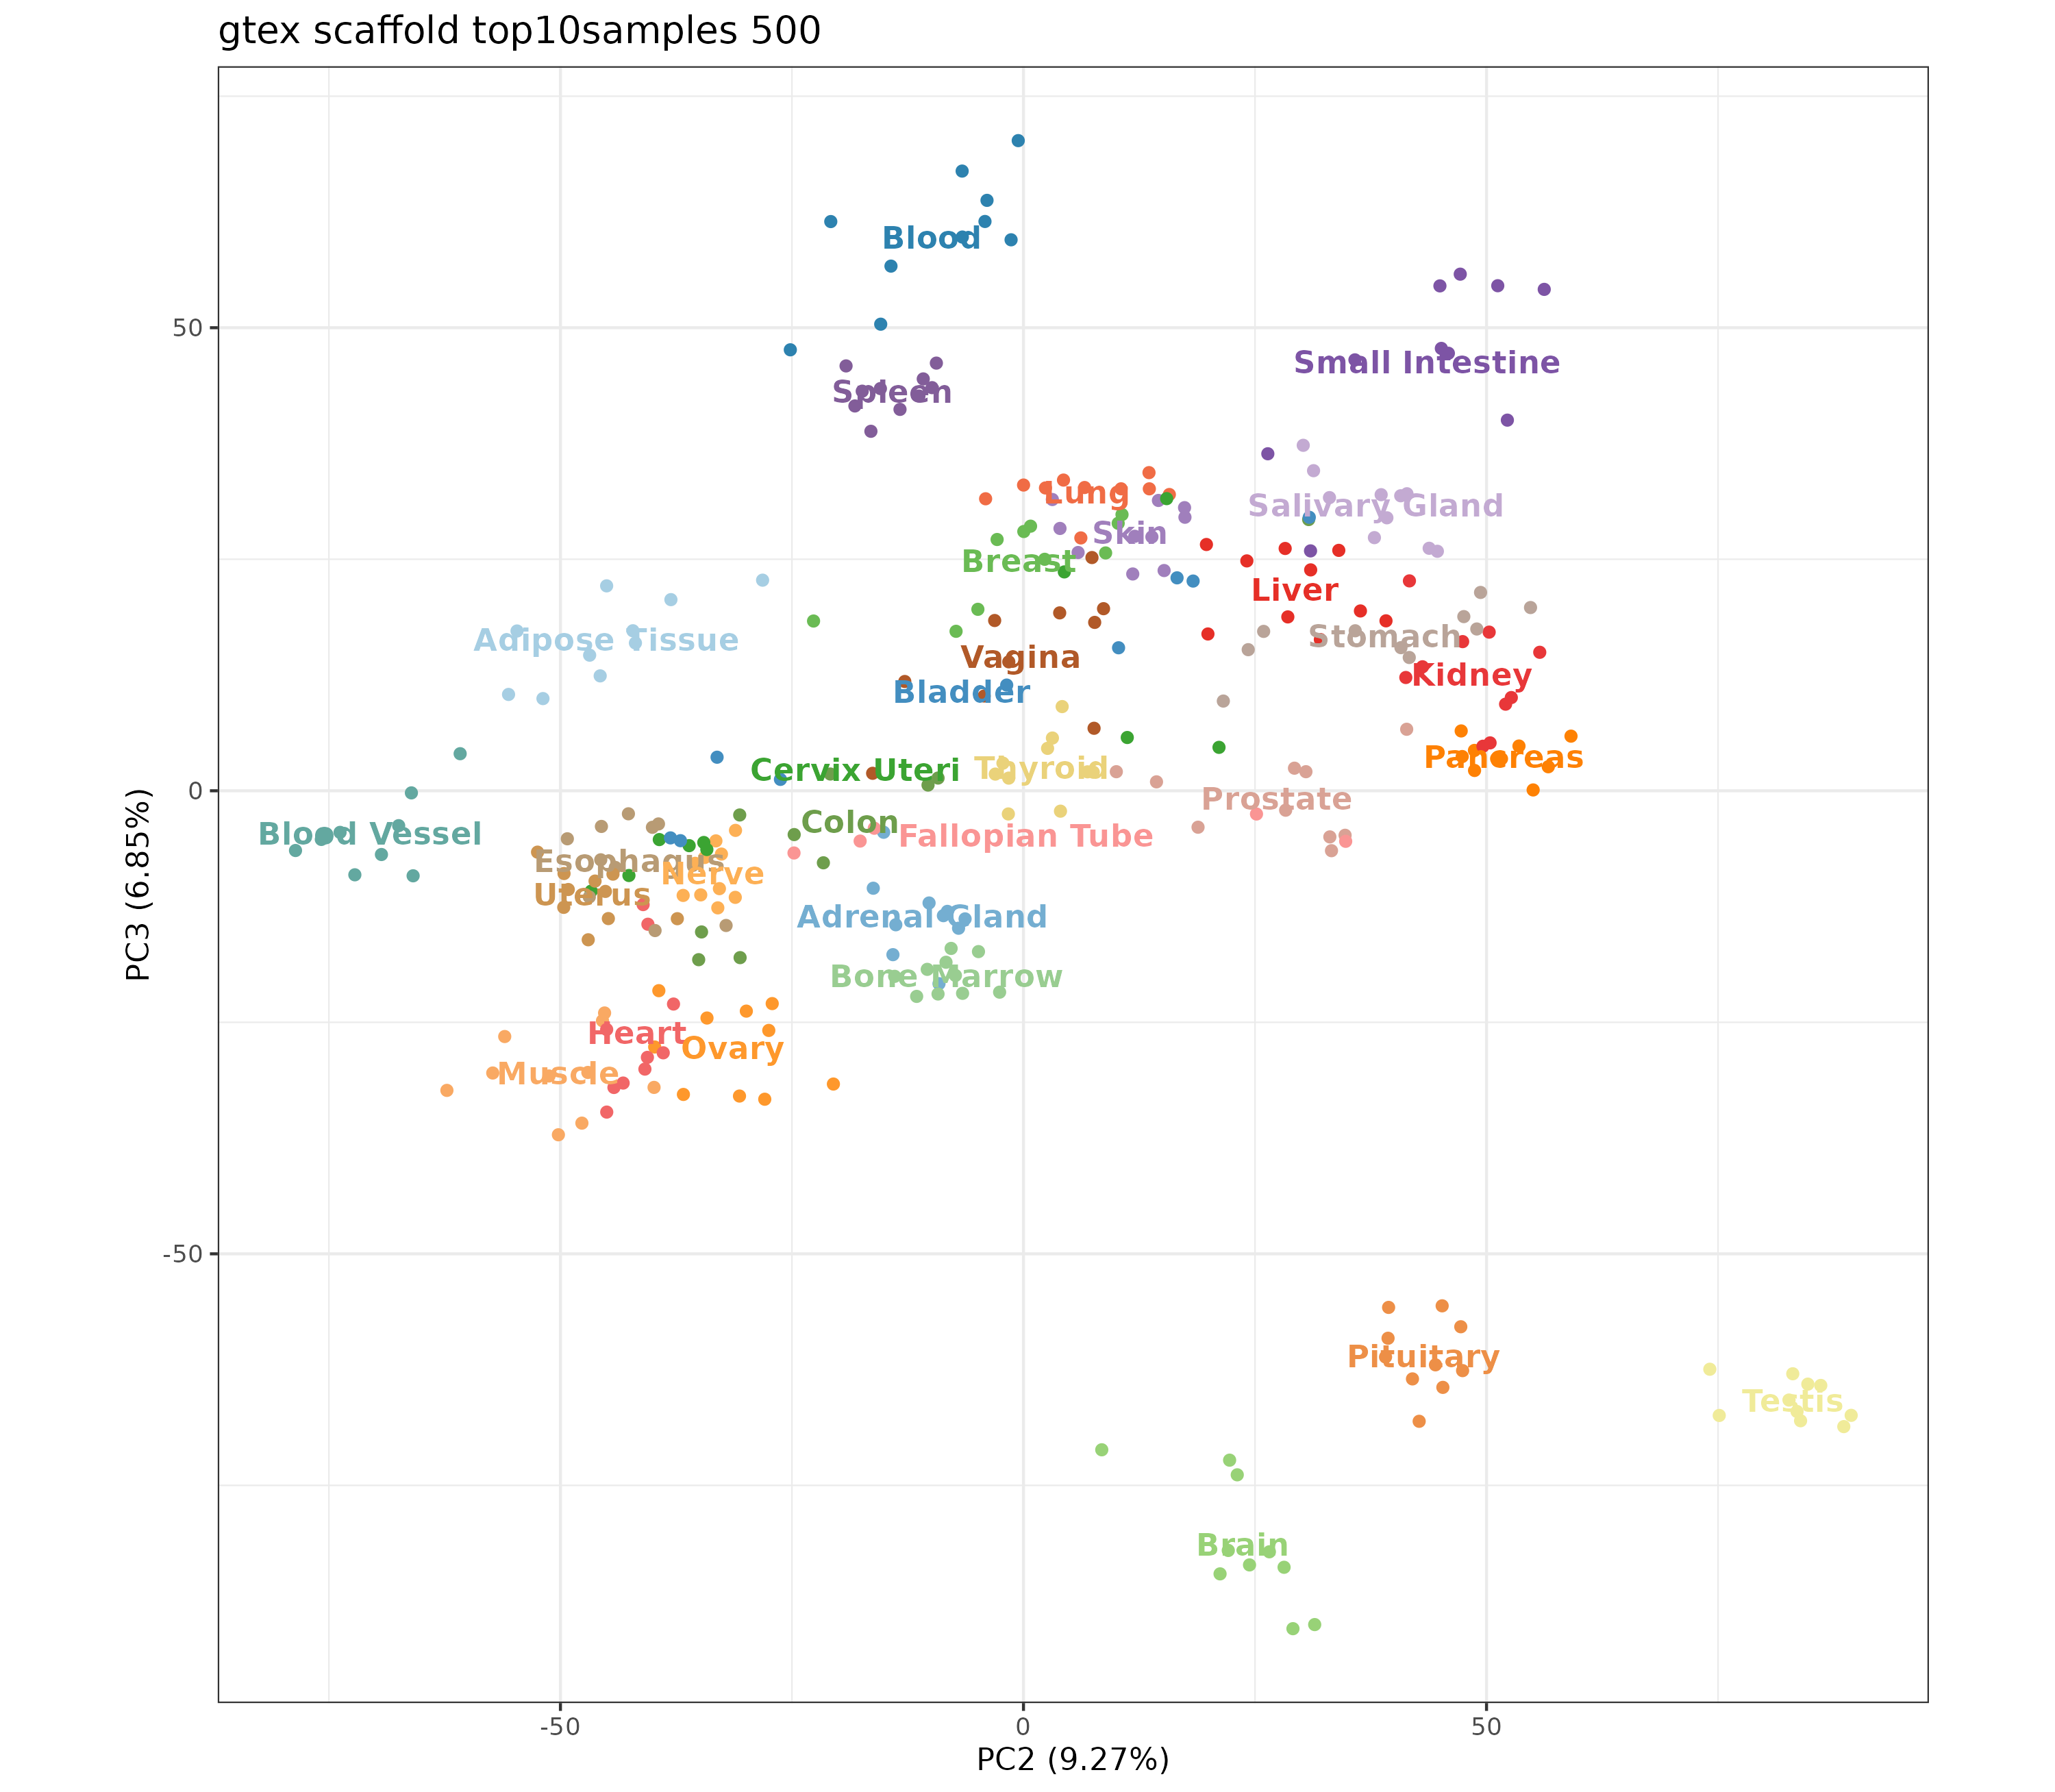 gtex scaffold top10samples 500
Blood
50
Small Intestine
Spleen
Lung
Salivary Gland
Skin
Breast
Liver
Adipose Tissue
Stomach
Vagina
Kidney
Bladder
Pancreas
Thyroid
Cervix Uteri
0
Prostate
Colon
Blood Vessel
Fallopian Tube
Esophagus
Nerve
Uterus
Adrenal Gland
Bone Marrow
PC3 (6.85%)
Heart
Ovary
Muscle
-50
Pituitary
Testis
Brain
-50
0
50
PC2 (9.27%)